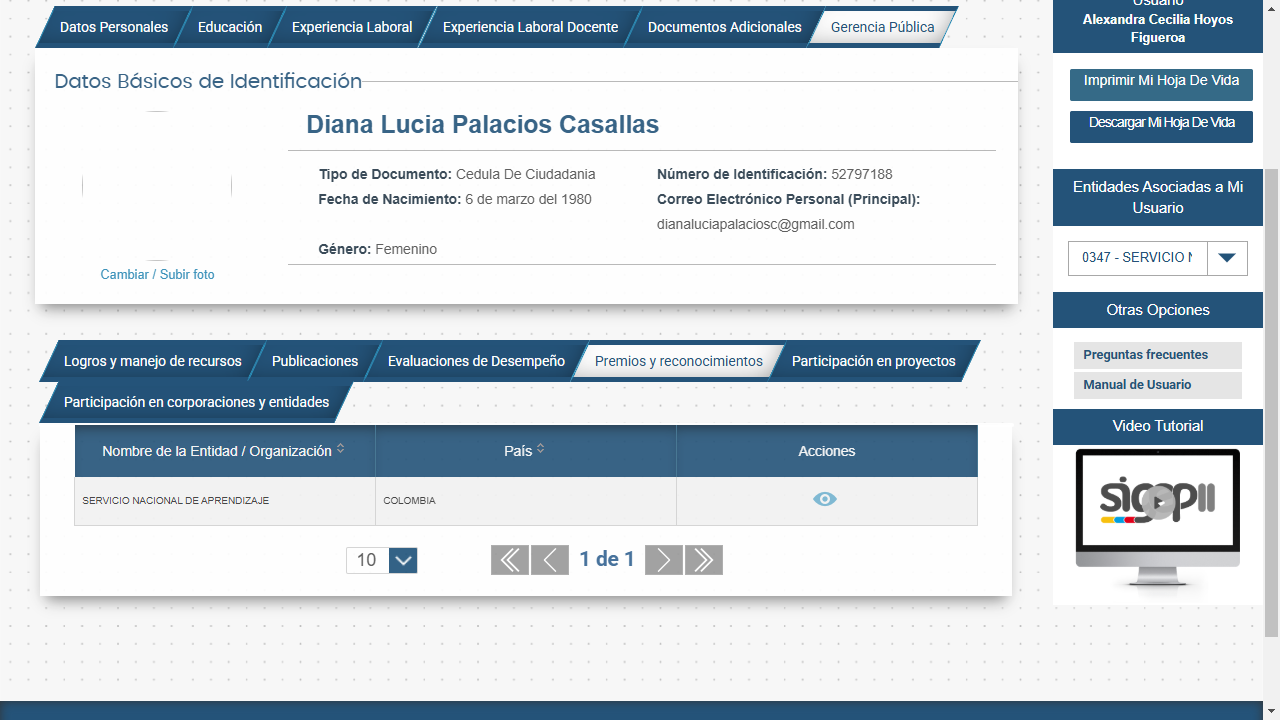 Datos Personales
Educación
Experiencia Laboral
Experiencia Laboral Docente
Documentos Adicionales
Gerencia Pública
Usuario
Alexandra Cecilia Hoyos
Figueroa
Imprimir Mi Hoja De Vida
Descargar Mi Hoja De Vida
Datos Básicos de Identificación
Diana Lucia Palacios Casallas
Tipo de Documento: Cedula De Ciudadania
Número de Identificación: 52797188
Fecha de Nacimiento: 6 de marzo del 1980
Correo Electrónico Personal (Principal):
dianaluciapalaciosc@gmail.com
Género: Femenino
Cambiar / Subir foto
Entidades Asociadas a Mi
Usuario
0347 - SERVICIO
Otras Opciones
Preguntas frecuentes
Manual de Usuario
Video Tutorial
sigepII
Logros y manejo de recursos
Publicaciones
Evaluaciones de Desempeño
Premios y reconocimientos
Participación en proyectos
Participación en corporaciones y entidades
Nombre de la Entidad / Organización
País
Acciones
SERVICIO NACIONAL DE APRENDIZAJE
COLOMBIA
10
1 de 1